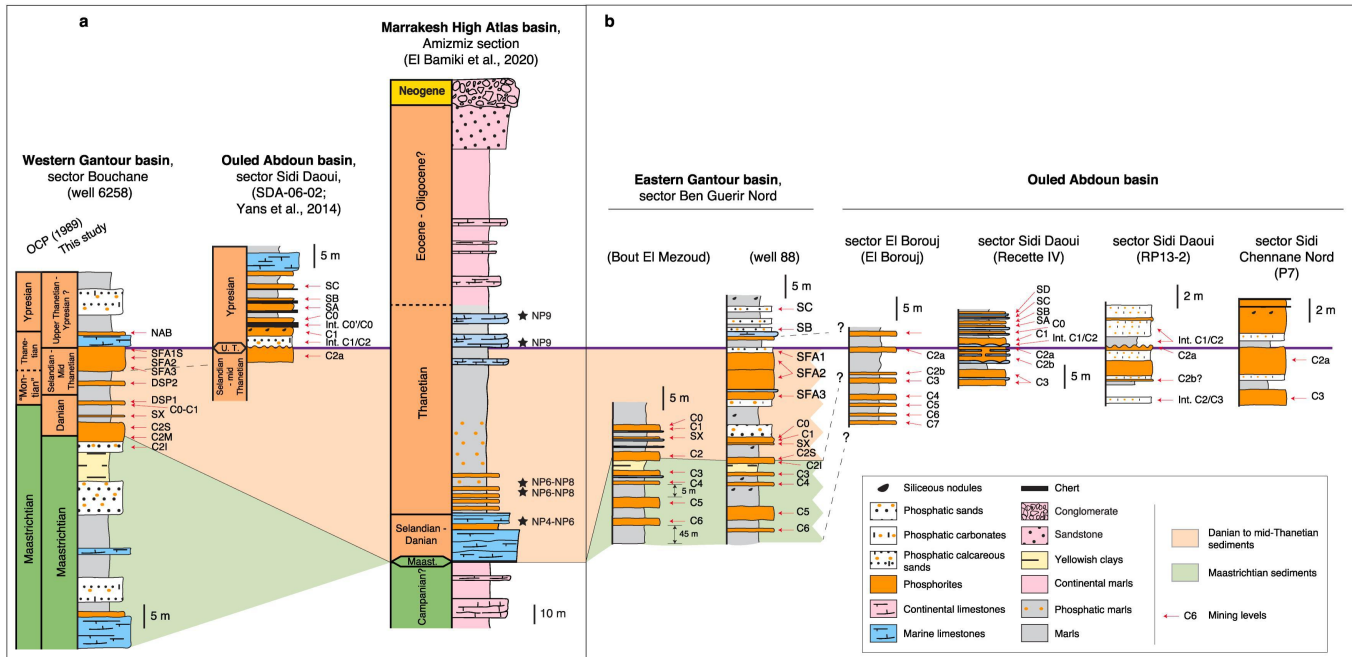 a
b
Marrakesh High Atlas basin,
Amizmiz section
(El Bamiki et al., 2020)
Western Gantour basin,
sector Bouchane
(well 6258)
OCP (1989)
This study
Ypresian
Thane-
tian
"Mon-
tian"
Maastrichtian
Upper Thanetian -
Ypresian ?
Selandian -
Mid
Thanetian
Danian
Maastrichtian
NAB
SFA1S
SFA2
SFA3
DSP2
DSP1
C0-C1
SX
C2S
C2M
C2I
5 m
Ouled Abdoun basin,
sector Sidi Daoui,
(SDA-06-02;
Yans et al., 2014)
5 m
Ypresian
U. T.
Selandian
- mid
Thanetian
SC
SB
SA
C0
Int. C0'/C0
C1
Int. C1/C2
C2a
Neogene
Eocene - Oligocene?
Thanetian
Selandian -
Danian
Maast.
Campanian?
NP9
NP9
NP6-NP8
NP6-NP8
NP4-NP6
10 m
Eastern Gantour basin,
sector Ben Guerir Nord
(Bout El Mezoud)
5 m
C0
C1
SX
C2
C3
C4
5 m
C5
C6
45 m
(well 88)
5 m
SC
SB
SFA1
SFA2
SFA3
C0
C1
SX
C2S
C2I
C3
C4
C5
C6
?
?
?
Ouled Abdoun basin
sector El Borouj
(El Borouj)
5 m
C2a
C2b
C3
C4
C5
C6
C7
sector Sidi Daoui
(Recette IV)
SD
SC
SB
SA
C0
C1
Int. C1/C2
C2a
C2b
C3
5 m
sector Sidi Daoui
(RP13-2)
2 m
Int. C1/C2
C2a
C2b?
Int. C2/C3
sector Sidi
Chennane Nord
(P7)
2 m
C2a
C3
Siliceous nodules
Phosphatic sands
Phosphatic carbonates
Phosphatic calcareous
sands
Phosphorites
Continental limestones
Marine limestones
Chert
Conglomerate
Sandstone
Yellowish clays
Continental marls
Phosphatic marls
Marls
Danian to mid-Thanetian
sediments
Maastrichtian sediments
C6
Mining levels